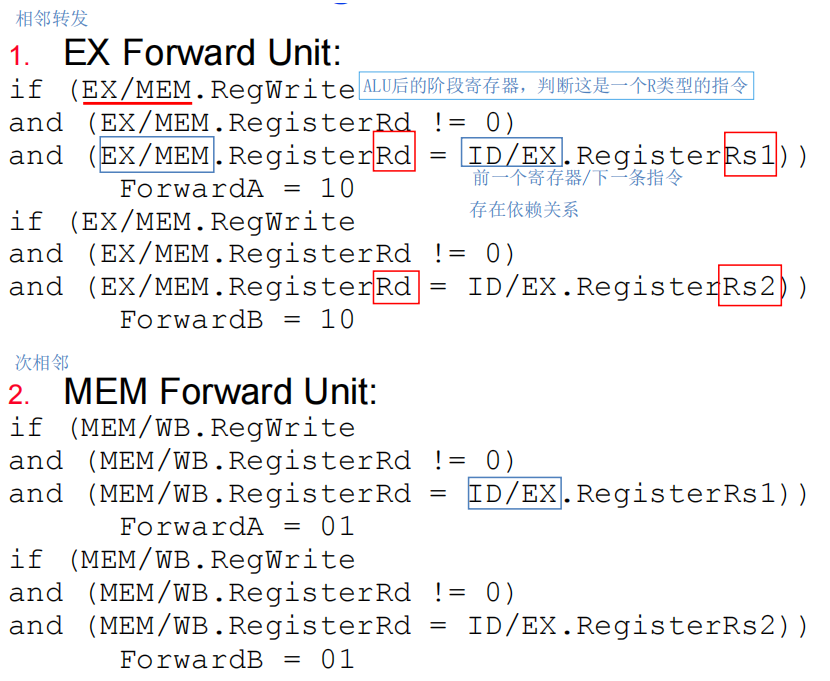 相邻转发
1. EX Forward Unit:
if (EX/MEM.RegWrite ALU后的阶段寄存器，判断这是一个R类型的指令
and (EX/MEM.RegisterRd != 0)
and (EX/MEM.RegisterRd = ID/EX.RegisterRs1))
前一个寄存器/下一条指令
ForwardA = 10
存在依赖关系
if (EX/MEM.RegWrite
and (EX/MEM.RegisterRd != 0)
and (EX/MEM.RegisterRd = ID/EX.RegisterRs2))
ForwardB = 10
次相邻
2. MEM Forward Unit:
if (MEM/WB.RegWrite
and (MEM/WB.RegisterRd != 0)
and (MEM/WB.RegisterRd = ID/EX.RegisterRs1))
ForwardA = 01
if (MEM/WB.RegWrite
and (MEM/WB.RegisterRd != 0)
and (MEM/WB.RegisterRd = ID/EX.RegisterRs2))
ForwardB = 01